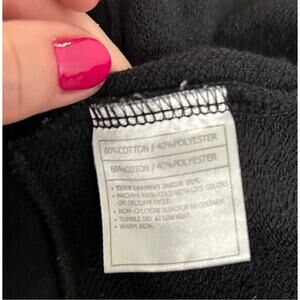 60%COTTON / 40%POLYESTER
60%COTTON / 40%POLYESTER
• TURN GARMENT INSIDE OUT.
• MACHINE WASH COLD WITH LIKE COLORS
ON DELICATE CYCLE.
• NON-CHLORINE BLEACH IF NECESSARY.
• TUMBLE DRY AT LOW HEAT.
• WARM IRON.